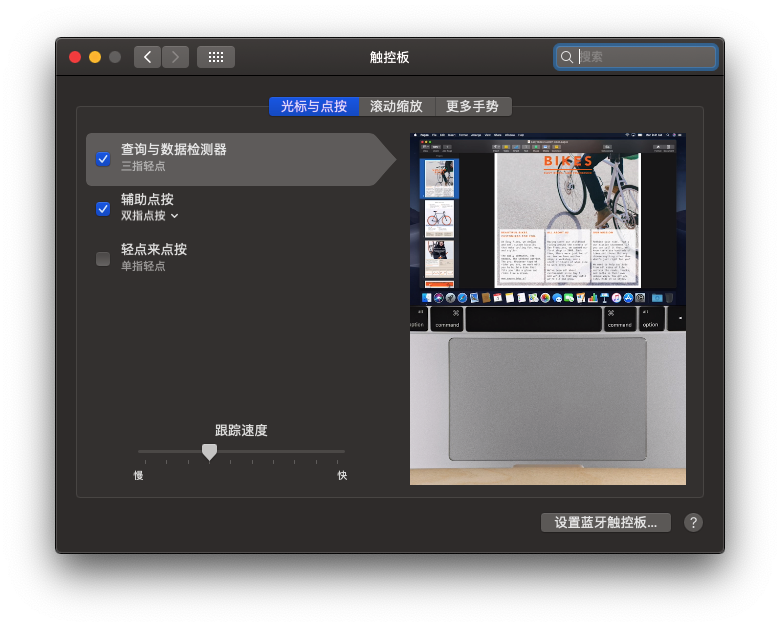 触控板
搜索
光标与点按
滚动缩放
更多手势
查询与数据检测器
三指轻点
辅助点按
双指点按
轻点来点按
单指轻点
BIKES
⌘
⌘
command
command
option
跟踪速度
慢
快
设置蓝牙触控板...
?